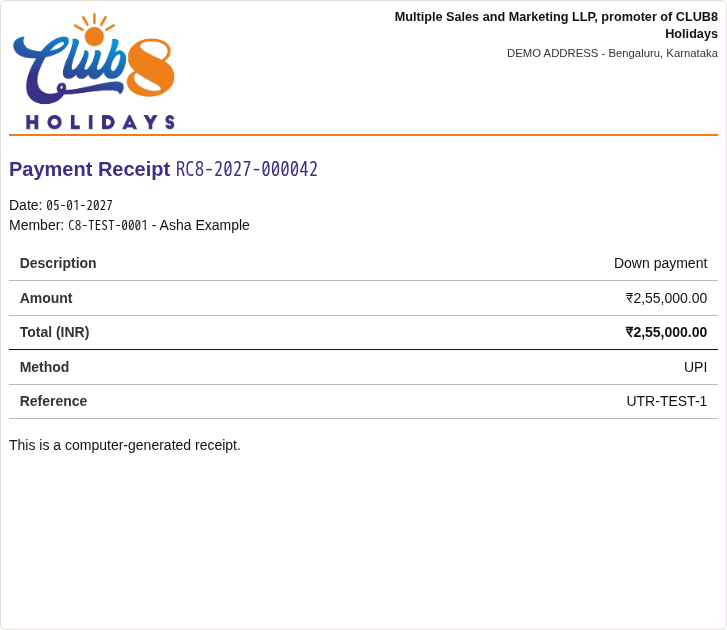 Club8
HOLIDAYS
Multiple Sales and Marketing LLP, promoter of CLUB8
Holidays
DEMO ADDRESS - Bengaluru, Karnataka
Payment Receipt RC8-2027-000042
Date: 05-01-2027
Member: C8-TEST-0001 - Asha Example
Description Down payment
Amount ₹2,55,000.00
Total (INR) ₹2,55,000.00
Method UPI
Reference UTR-TEST-1
This is a computer-generated receipt.